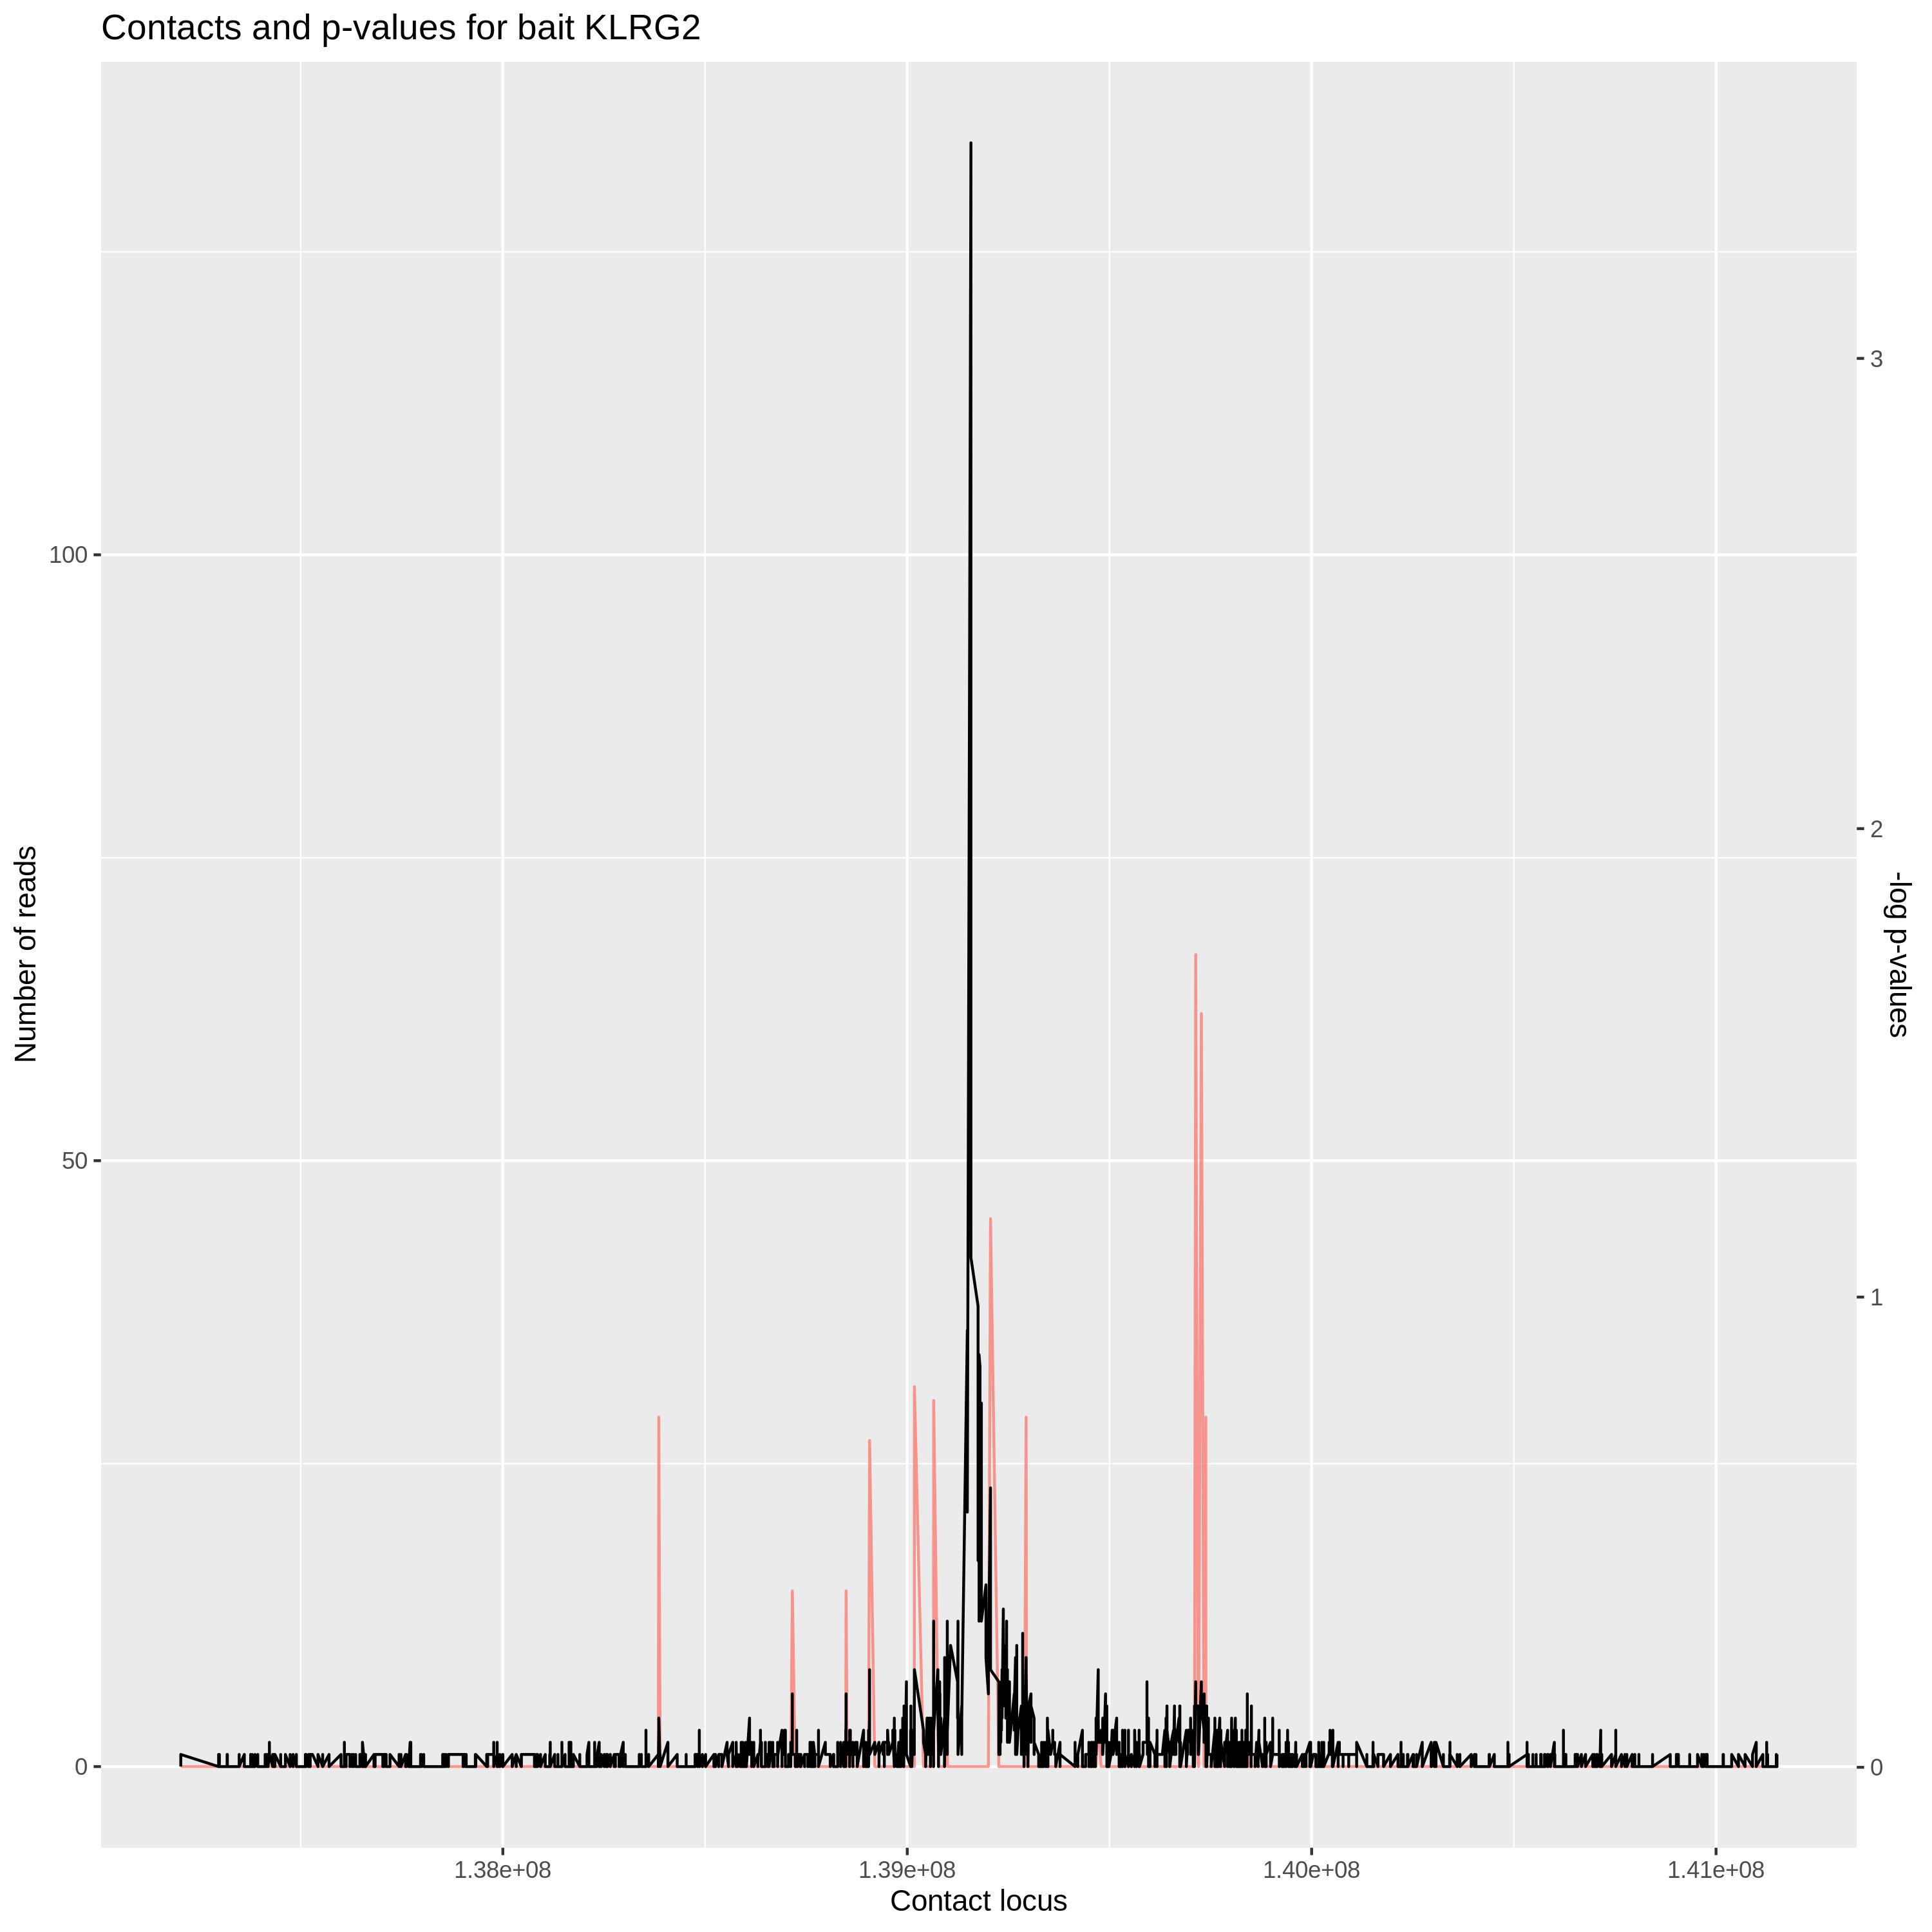 Contacts and p-values for bait KLRG2
Number of reads
100
50
0
3
2
1
0
-log p-values
1.38e+08
1.39e+08
1.40e+08
1.41e+08
Contact locus